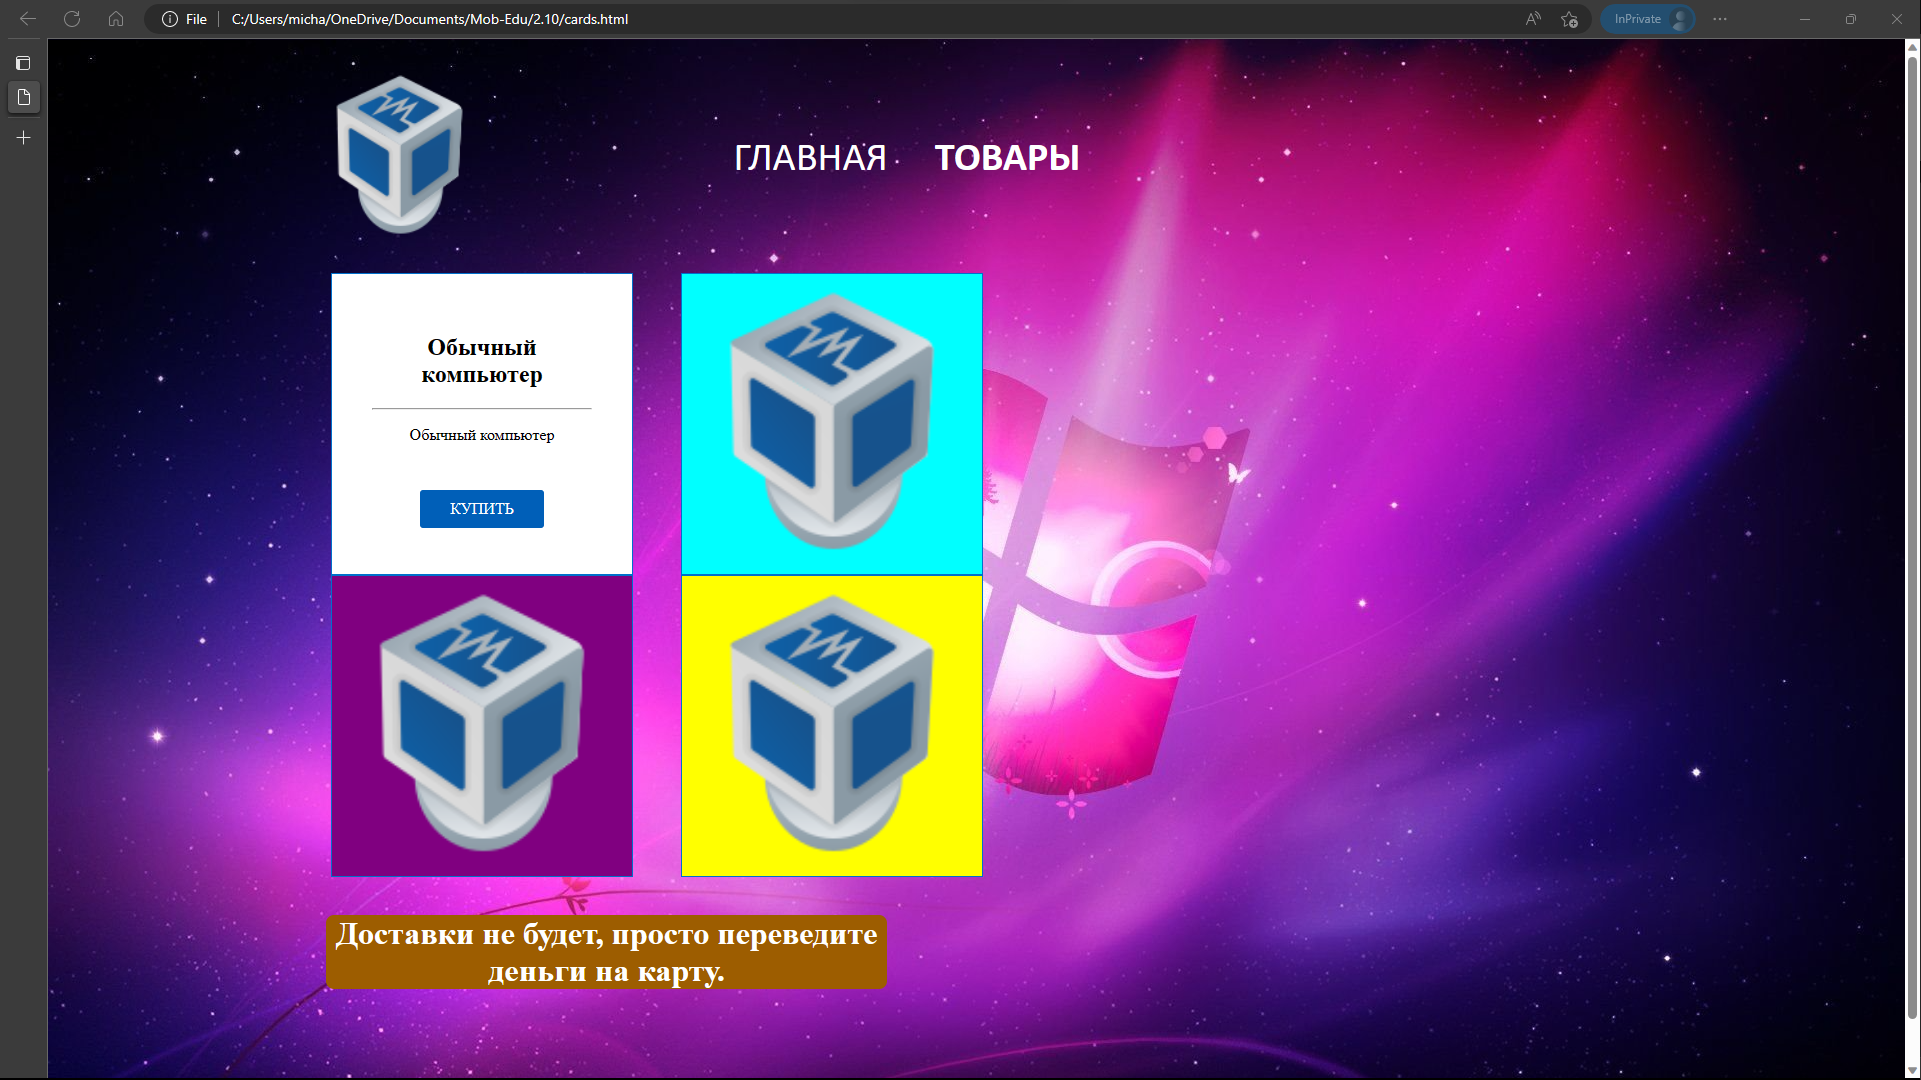 File
C:/Users/micha/OneDrive/Documents/Mob-Edu/2.10/cards.html
InPrivate
ГЛАВНАЯ ТОВАРЫ
Обычный
компьютер
Обычный компьютер
КУПИТЬ
Доставки не будет, просто переведите
деньги на карту.